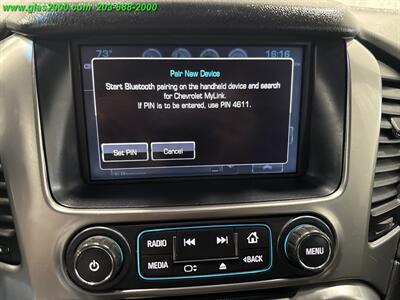 www.glas2000.com 203-668-2000
73°
16:16
Pair New Device
Start Bluetooth pairing on the handheld device and search
for Chevrolet MyLink.
If PIN is to be entered, use PIN 4611.
Set PIN
Cancel
RADIO
MEDIA
BACK
MENU